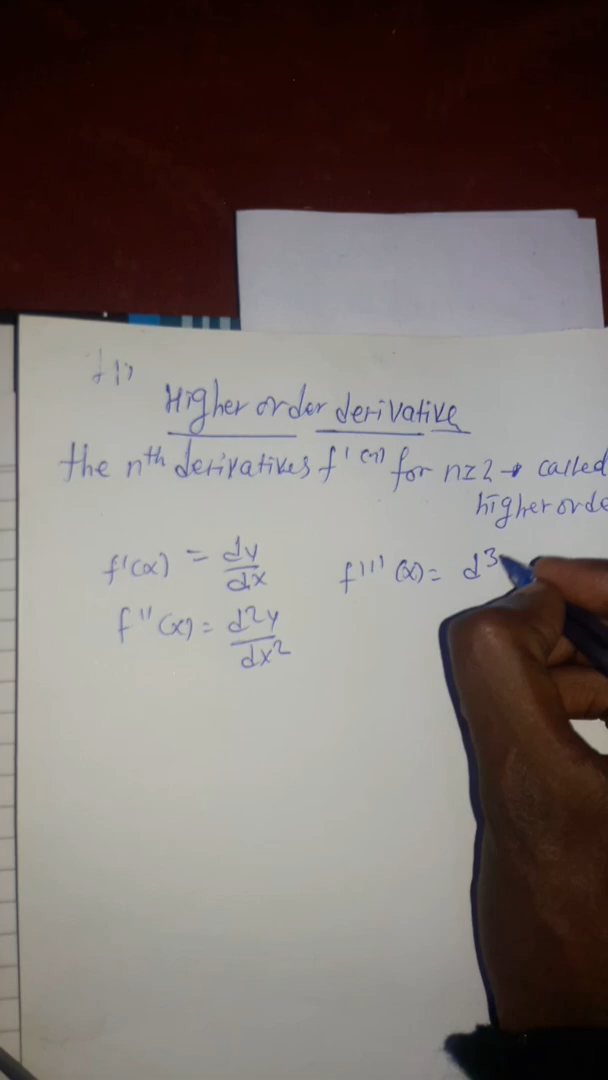 Higher order derivative
the nth derivatives f'(n) for n≥2 → called
higher orde
f'(x) = dy/dx
f'''(x) = d³
f''(x) = d²y/dx²